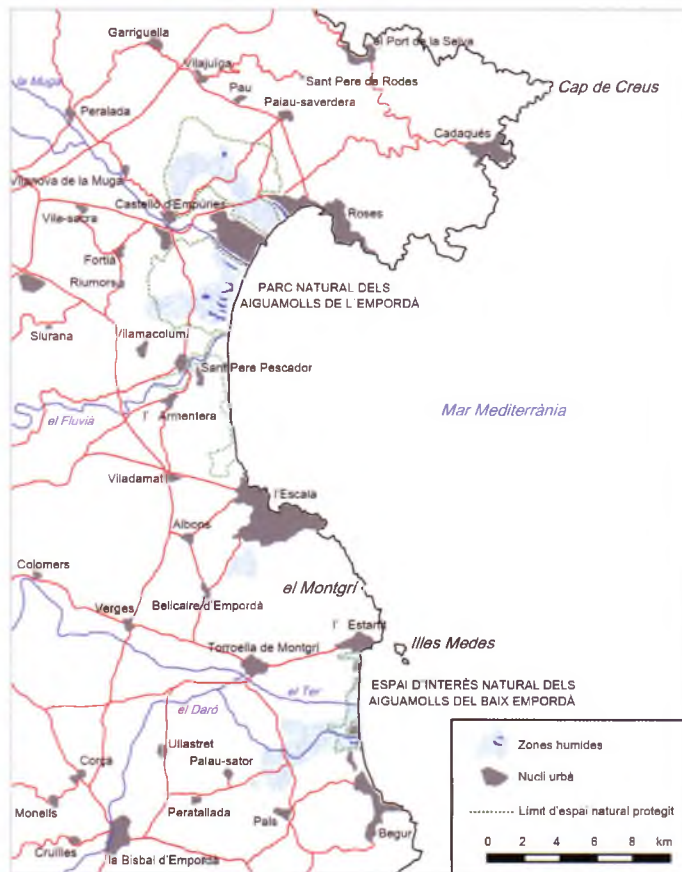 Garriguella
el Port de la Selva
Vilajuïga
Sant Pere de Rodes
Pau
la Muga
Cap de Creus
Palau-saverdera
Peralada
Cadaqués
Vilanova de la Muga
Castelló d'Empúries
Vila-sacra
Roses
Fortià
Riumors
PARC NATURAL DELS
AIGUAMOLLS DE L'EMPORDÀ
Siurana
Vilamacolum
Sant Pere Pescador
el Fluvià
l' Armentera
Mar Mediterrània
Viladamat
l'Escala
Albons
Colomers
el Montgrí
Bellcaire d'Empordà
Verges
l' Estartit
Torroella de Montgrí
Illes Medes
el Ter
ESPAI D'INTERÈS NATURAL DELS
AIGUAMOLLS DEL BAIX EMPORDÀ
el Daró
Ullastret
Palau-sator
Corçà
Monells
Peratallada
Pals
Begur
Cruïlles
la Bisbal d'Empordà
Zones humides
Nucli urbà
Límit d'espai natural protegit
0 2 4 6 8 km